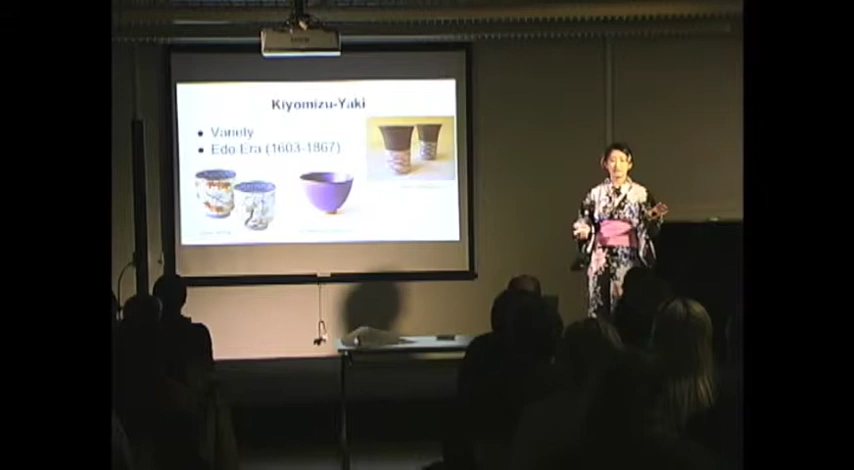 Kiyomizu-Yaki
● Variety
● Edo Era (1603-1867)